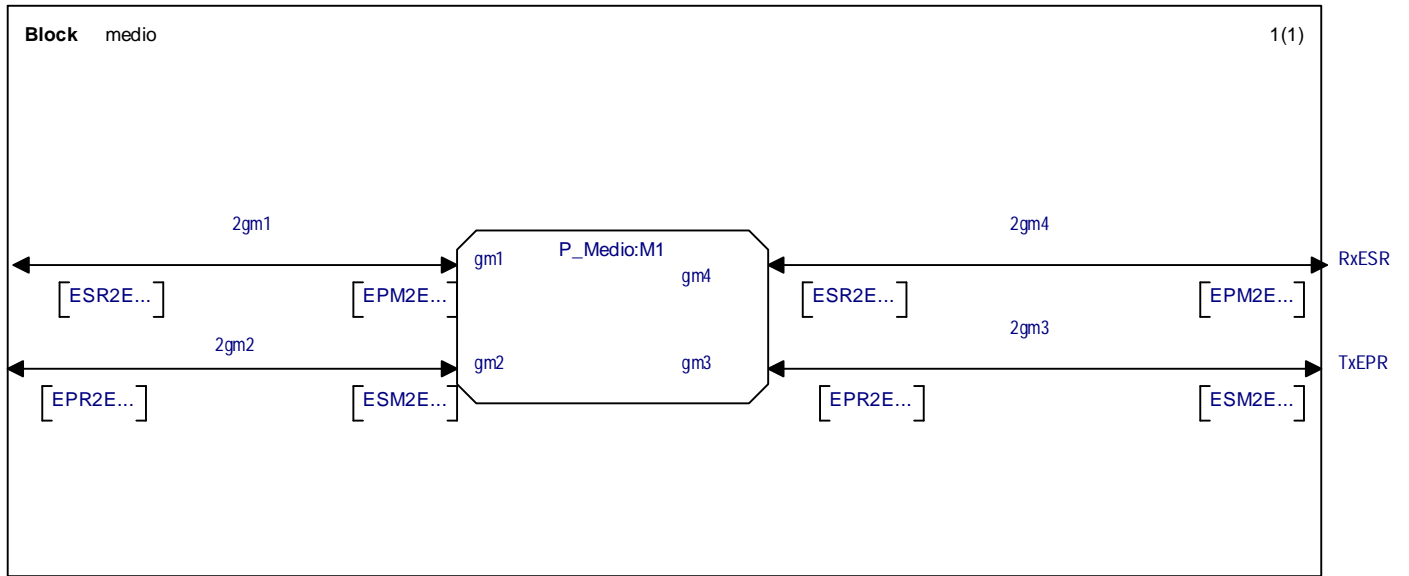 Block medio 1(1)
2gm1 2gm4
P_Medio:M1
gm1 gm4 RxESR
[ESR2E...] [EPM2E...] [ESR2E...] [EPM2E...]
2gm2 2gm3
gm2 gm3 TxEPR
[EPR2E...] [ESM2E...] [EPR2E...] [ESM2E...]